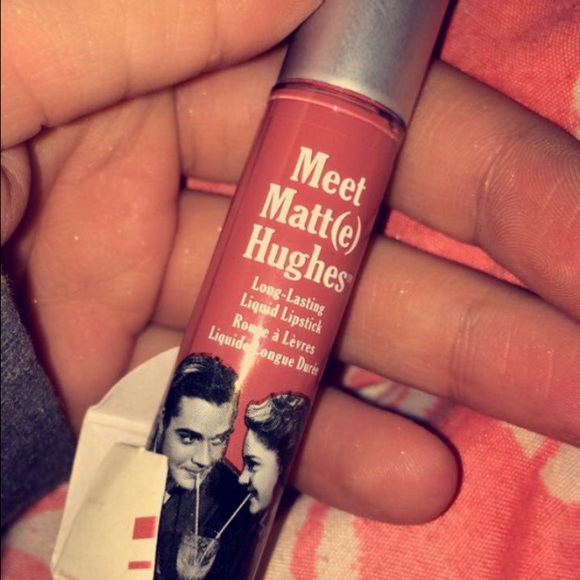 Meet
Matt(e)
Hughes™
Long-Lasting
Liquid Lipstick
Rouge à Lèvres
Liquide Longue Durée